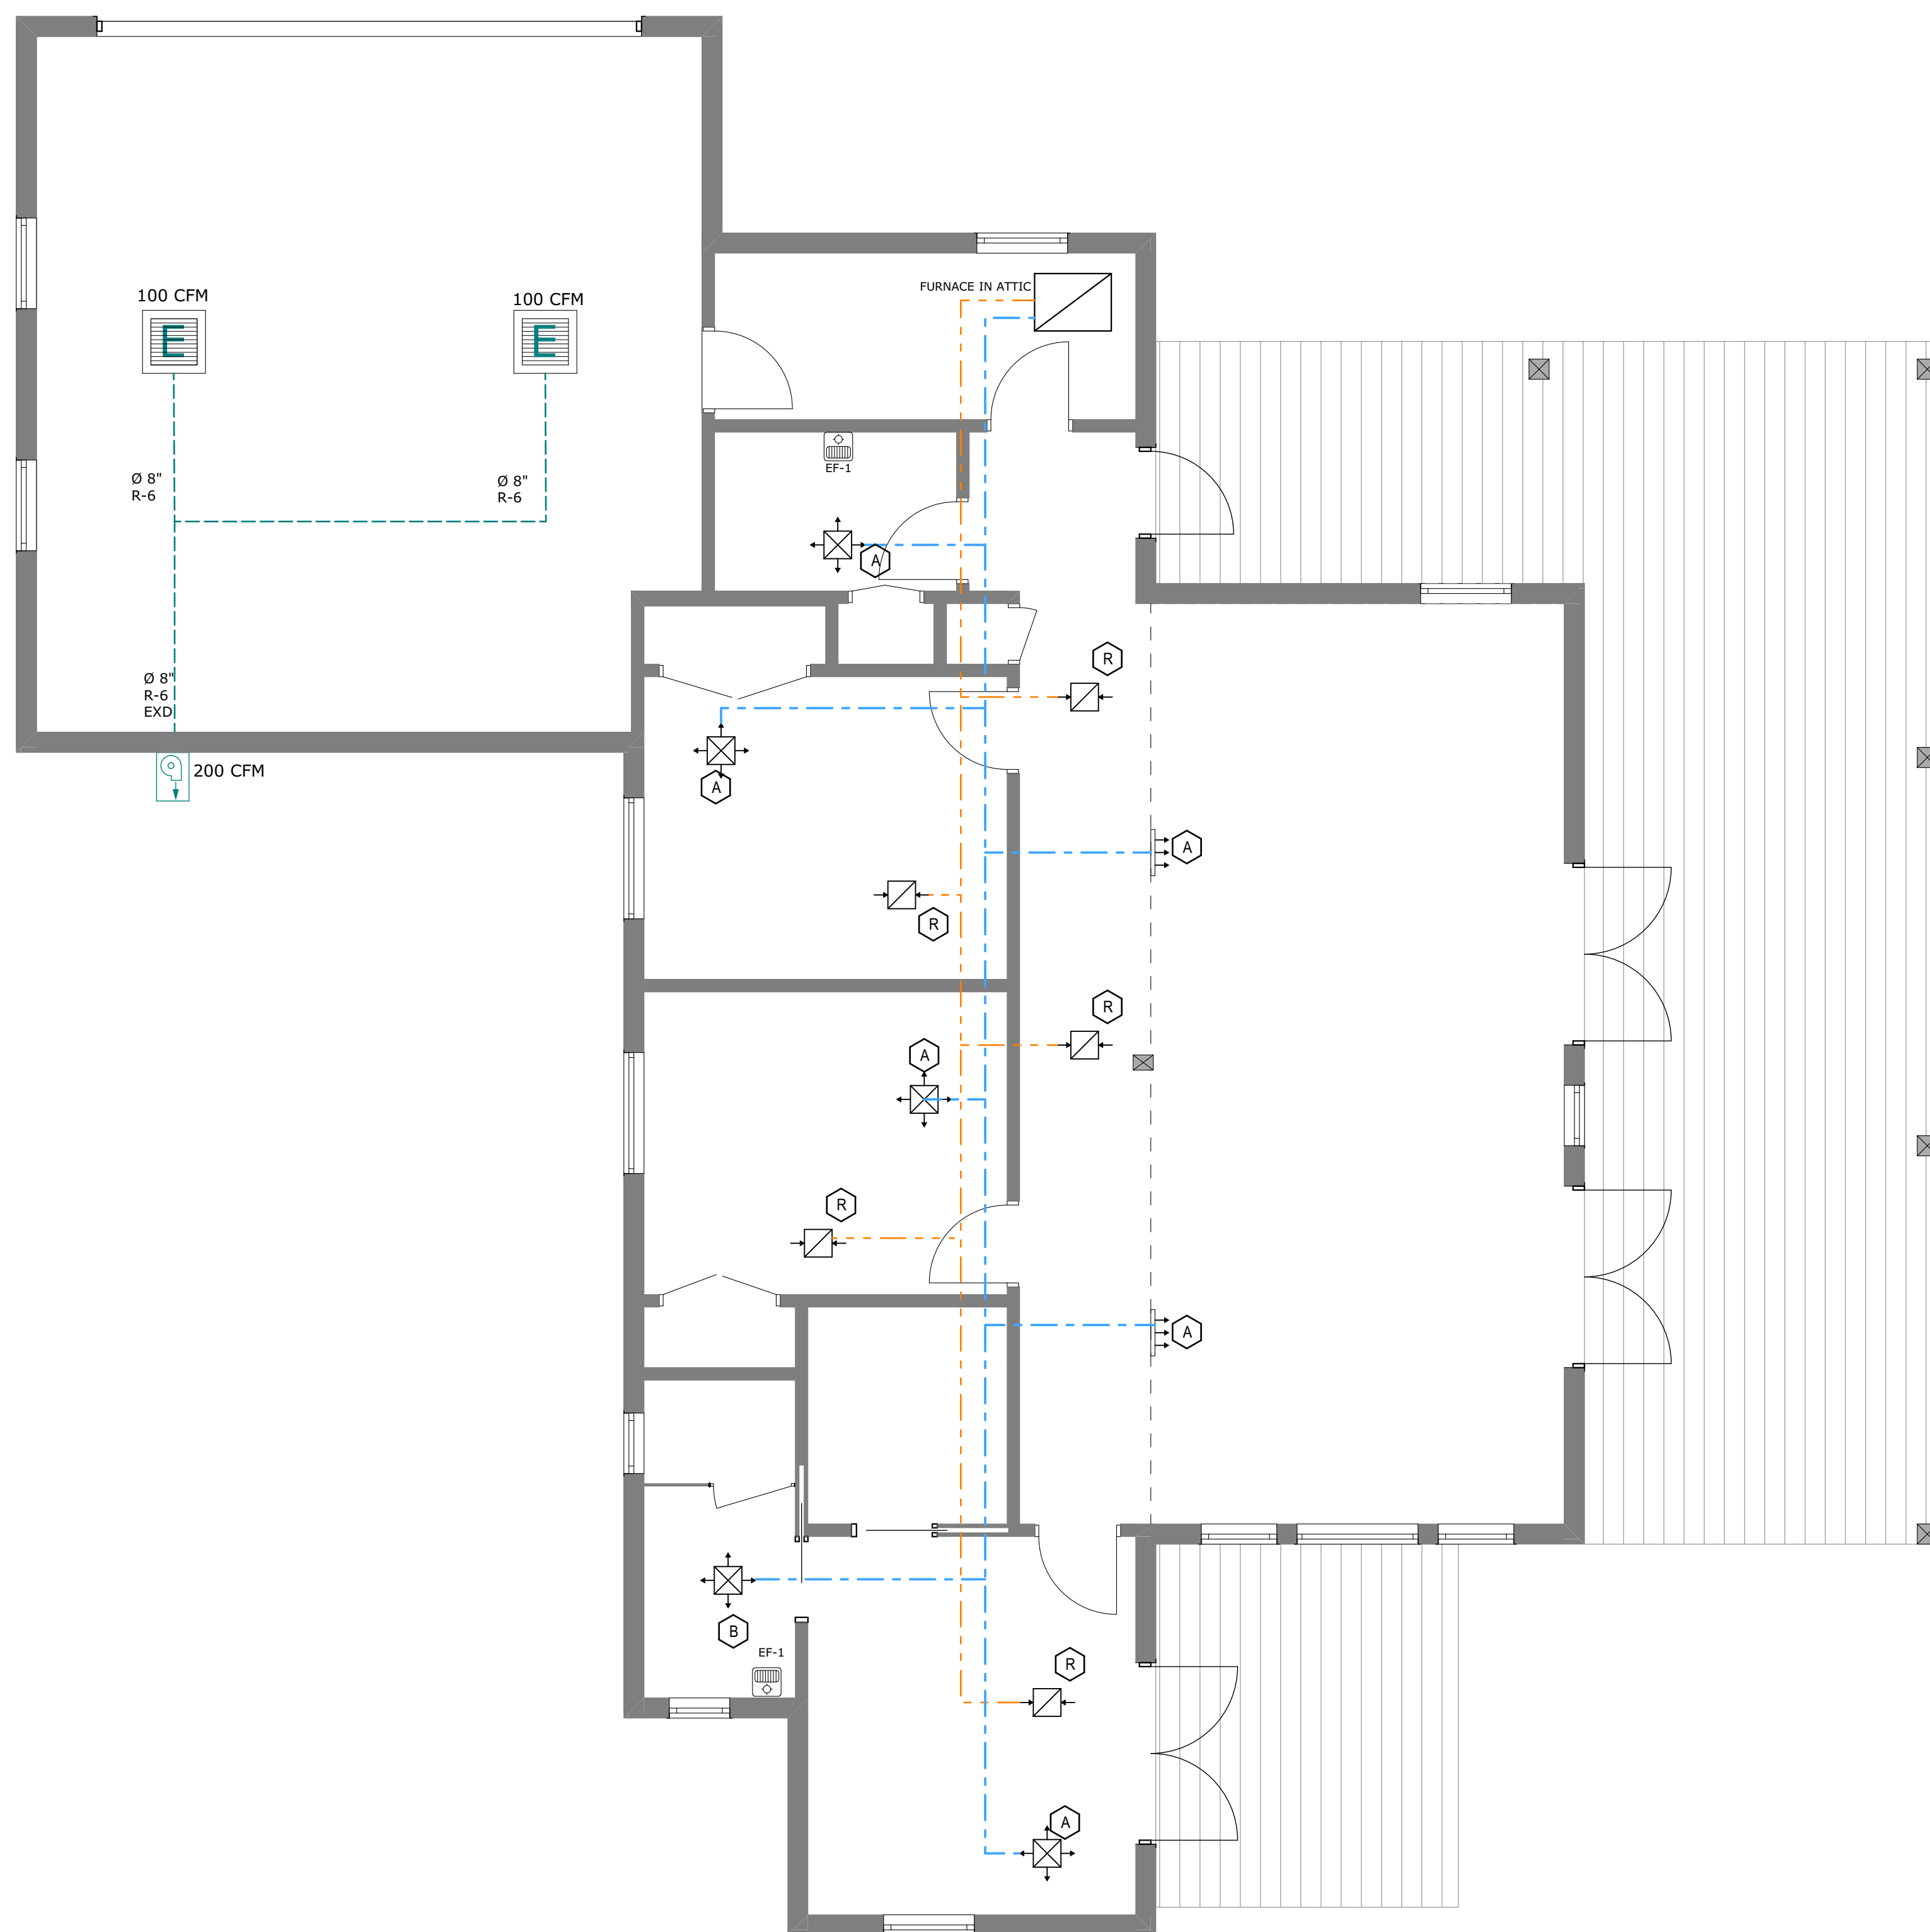 FURNACE IN ATTIC
100 CFM
100 CFM
E
E
EF-1
Ø 8"
R-6
Ø 8"
R-6
A
R
Ø 8"
R-6
EXD
200 CFM
A
A
R
R
A
R
A
B
EF-1
R
A